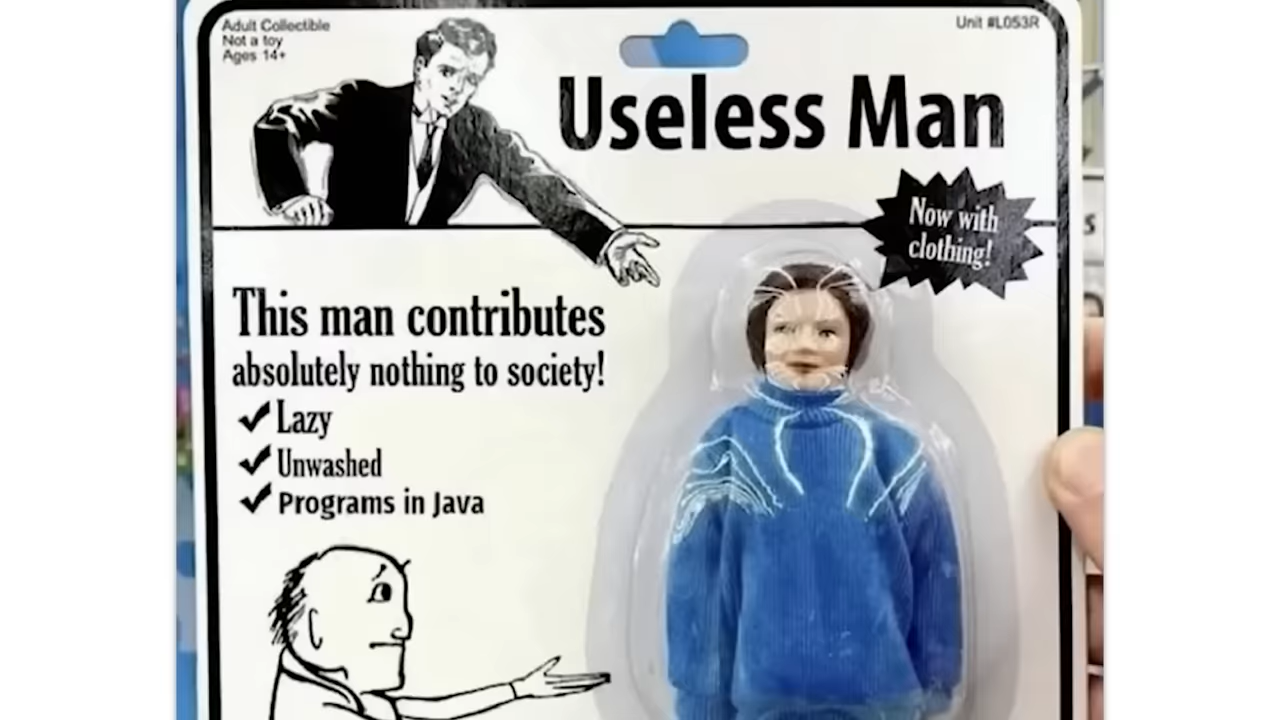 Adult Collectible
Not a toy
Ages 14+
Unit #L053R
Useless Man
Now with
clothing!
This man contributes
absolutely nothing to society!
Lazy
Unwashed
Programs in Java